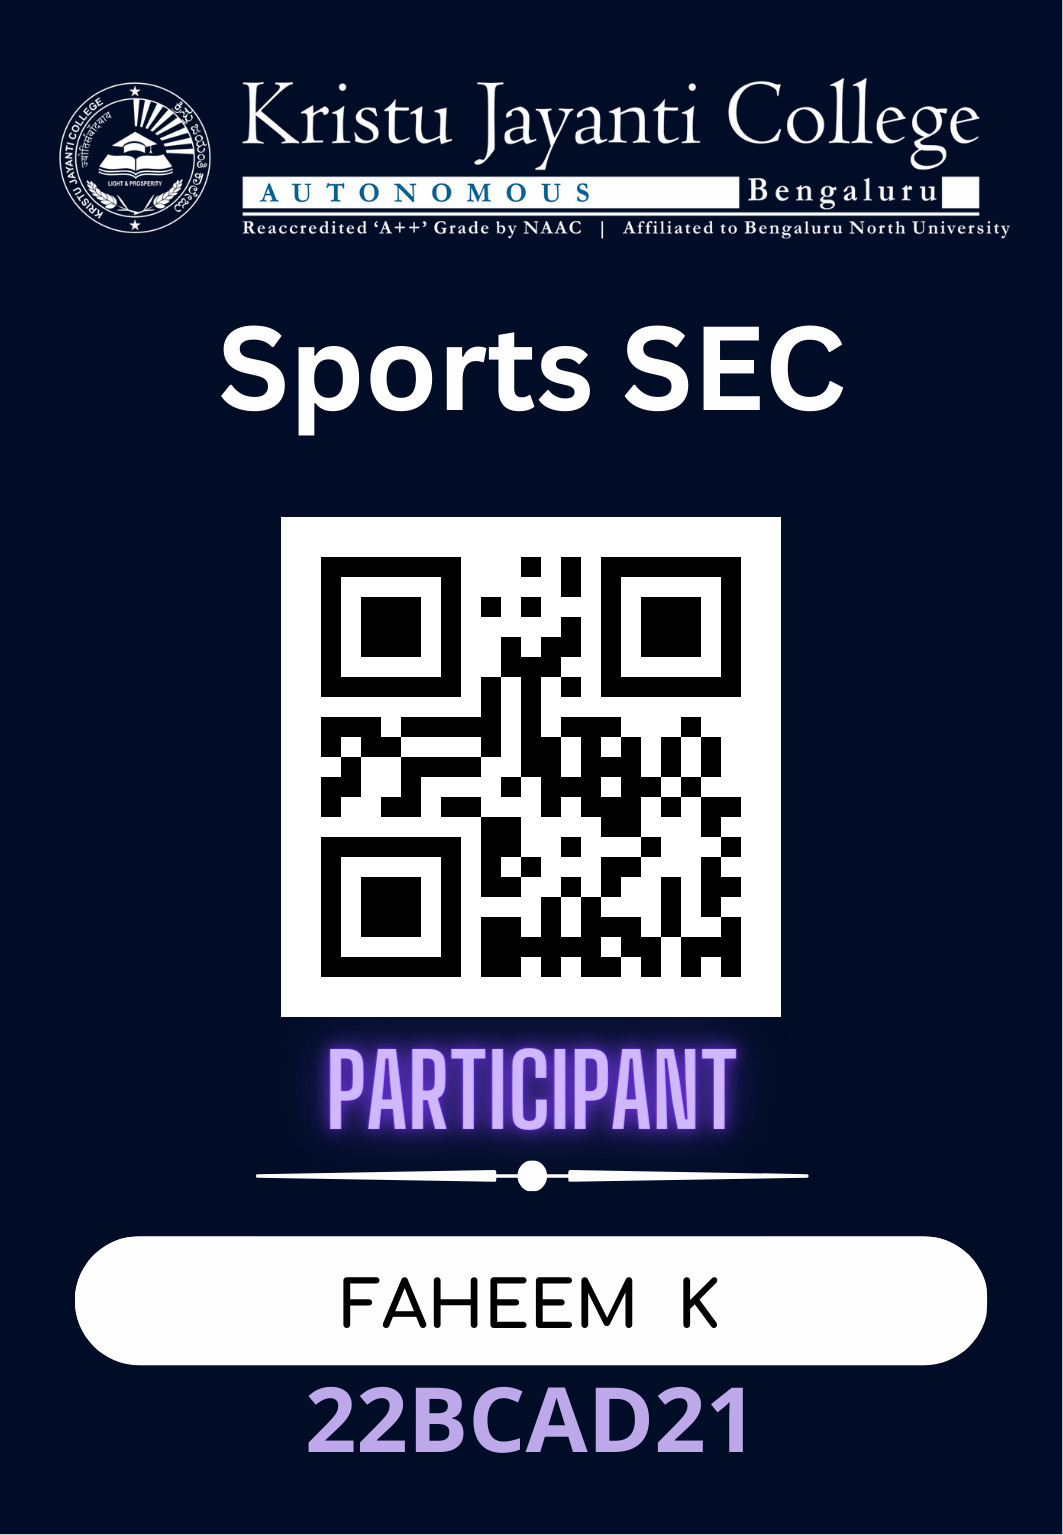 KRISTU JAYANTI COLLEGE
ಕ್ರಿಸ್ತು ಜಯಂತಿ ಕಾಲೇಜು
LIGHT & PROSPERITY
Kristu Jayanti College
AUTONOMOUS Bengaluru
Reaccredited ‘A++’ Grade by NAAC | Affiliated to Bengaluru North University
Sports SEC
PARTICIPANT
FAHEEM K
22BCAD21